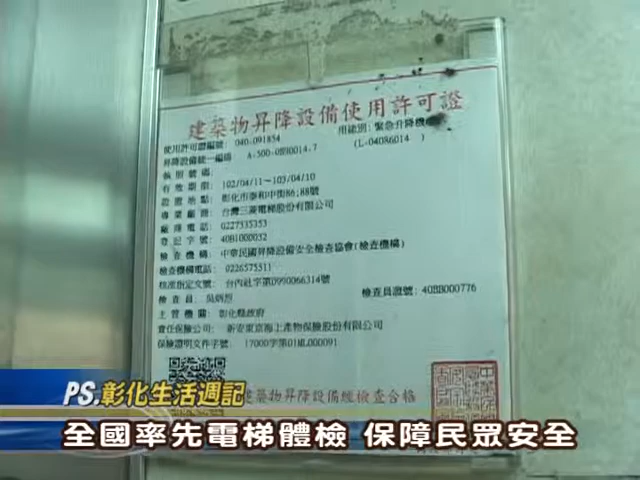 建築物昇降設備使用許可證
使用許可證編號: 040-091854
用途別: 緊急升降機
昇降設備統一編碼 A-500-0B80014.7
(L-04086014 )
執照號碼:
有效期限: 102/04/11~103/04/10
設置地點: 彰化市泰和中街86;88號
專業廠商: 台灣三菱電梯股份有限公司
廠商電話: 0227535353
登記字號: 40B1000052
檢查機構: 中華民國昇降設備安全檢查協會(檢查機構)
檢查機構電話: 0226575511
核准指定文號: 台內社字第0990066314號
檢查員:
檢查員證號: 40BB000776
主管機關: 彰化縣政府
責任保險公司: 新安東京海上產物保險股份有限公司
保險證明文件字號: 17000字第01ML000091
建築物昇降設備經檢查合格
PS.彰化生活週記
全國率先電梯體檢 保障民眾安全